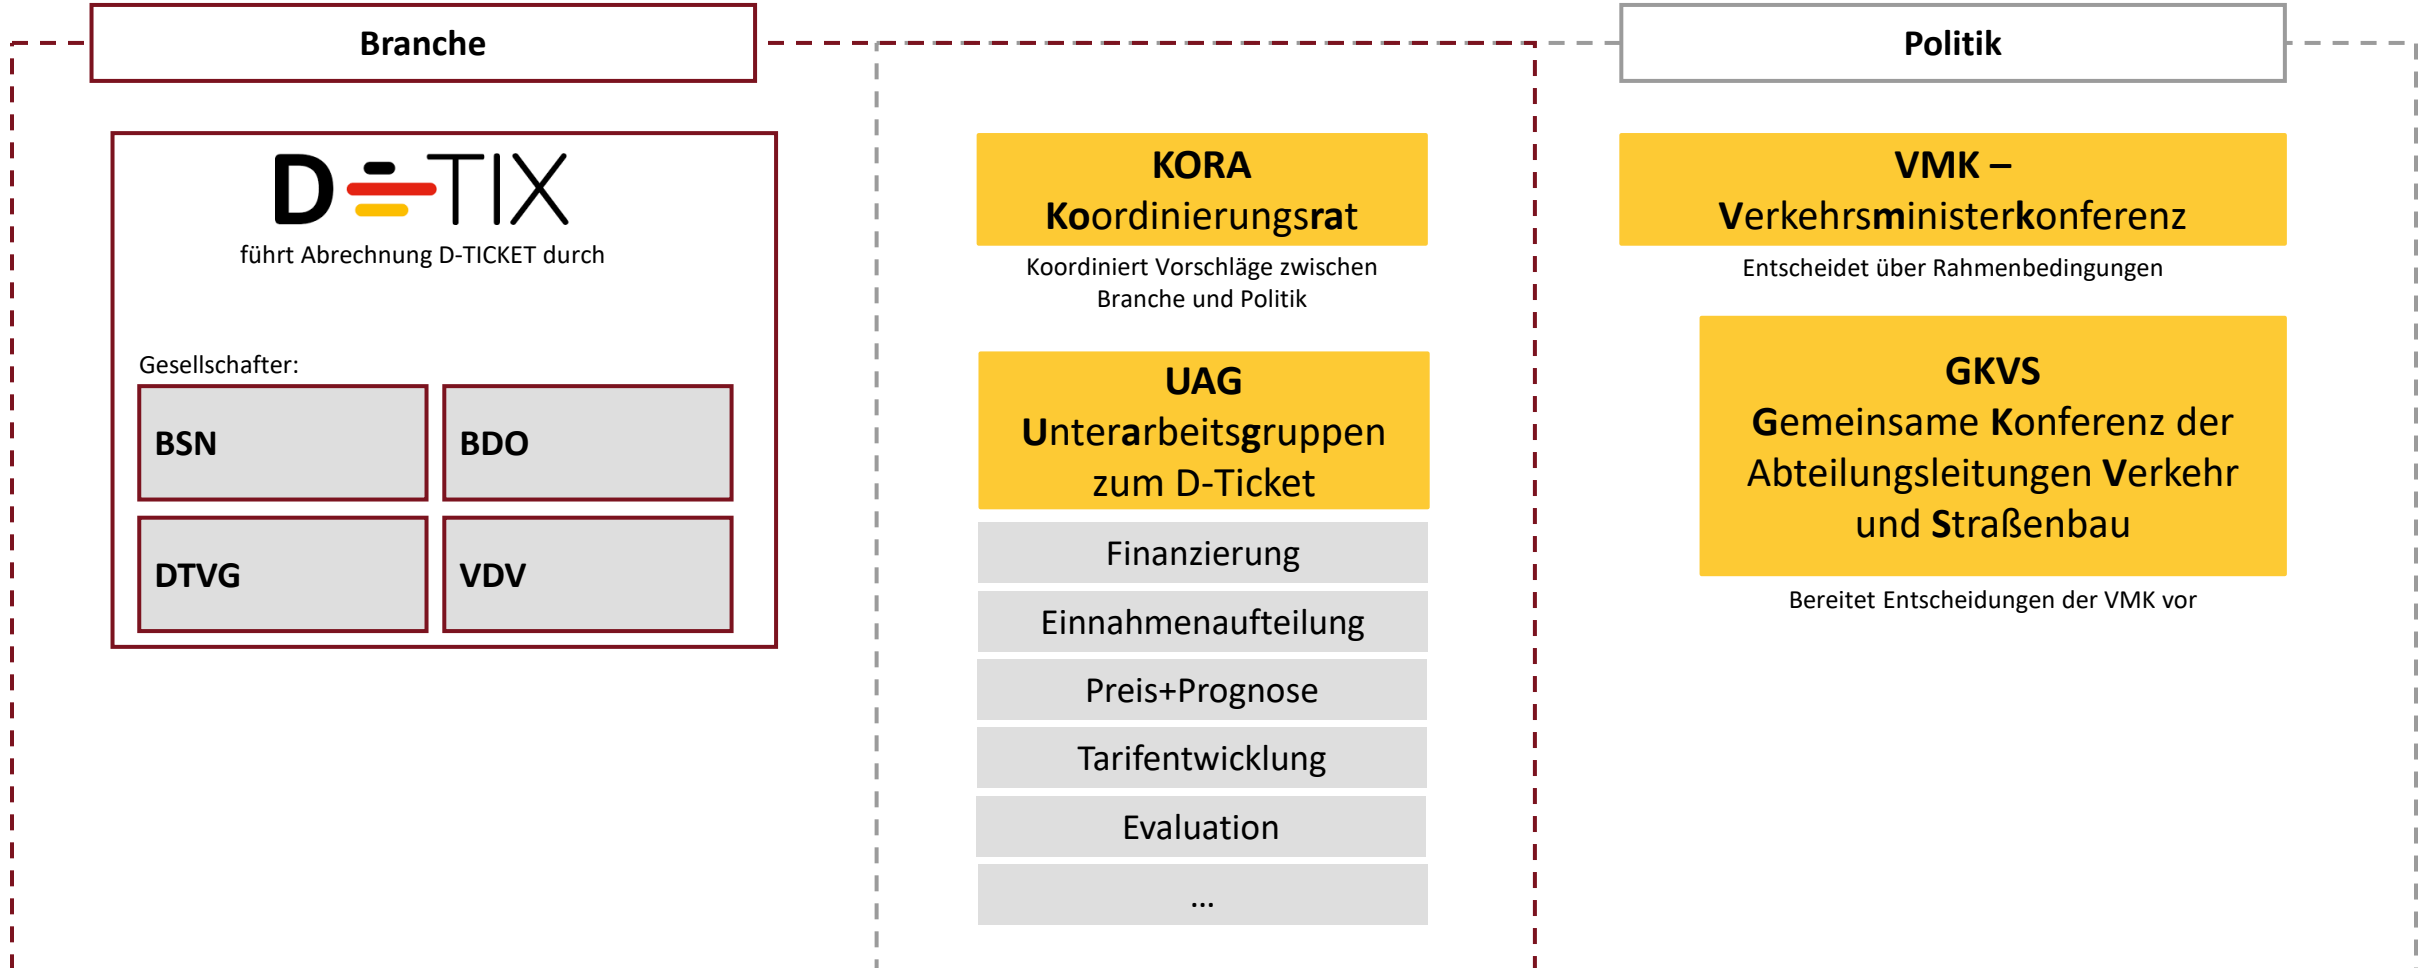 Branche
Politik
D-TIX
führt Abrechnung D-TICKET durch
Gesellschafter:
BSN
BDO
DTVG
VDV
KORA
Koordinierungsrat
Koordiniert Vorschläge zwischen
Branche und Politik
UAG
Unterarbeitsgruppen
zum D-Ticket
Finanzierung
Einnahmenaufteilung
Preis+Prognose
Tarifentwicklung
Evaluation
...
VMK –
Verkehrsministerkonferenz
Entscheidet über Rahmenbedingungen
GKVS
Gemeinsame Konferenz der
Abteilungsleitungen Verkehr
und Straßenbau
Bereitet Entscheidungen der VMK vor